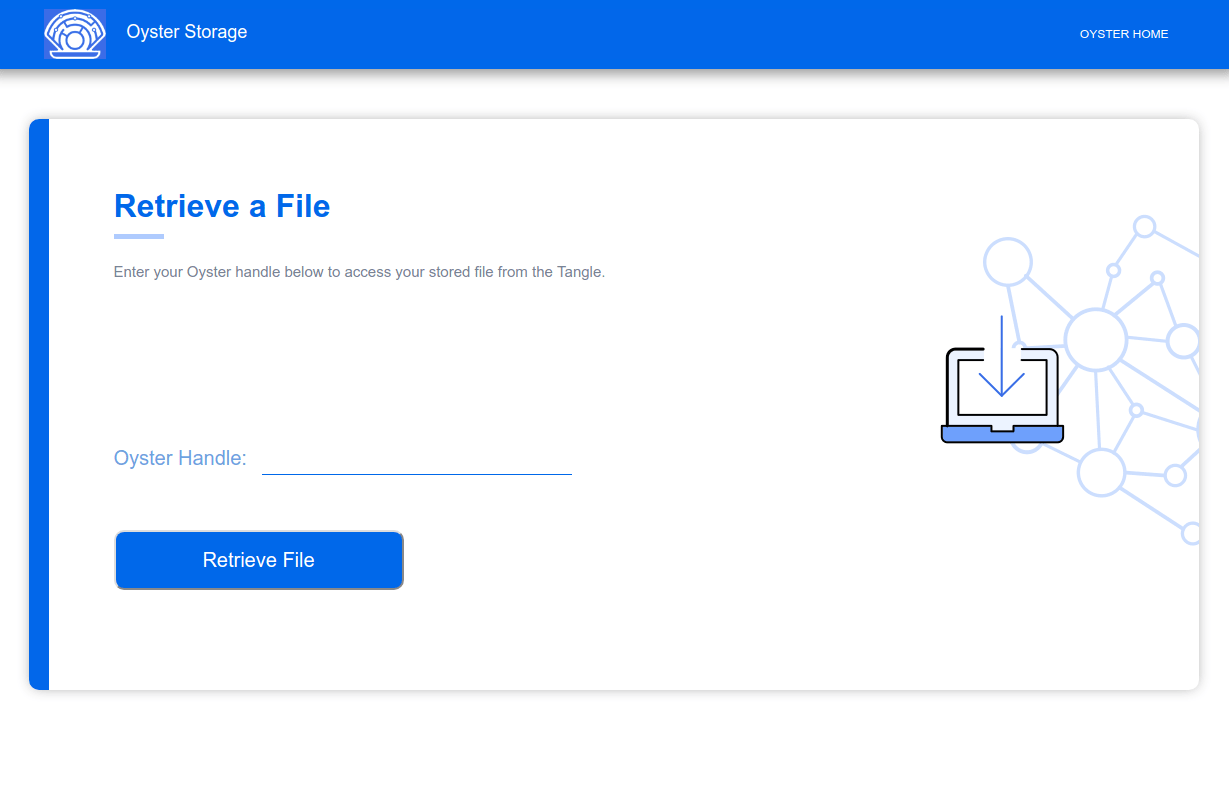 Oyster Storage
OYSTER HOME
Retrieve a File
Enter your Oyster handle below to access your stored file from the Tangle.
Oyster Handle:
Retrieve File